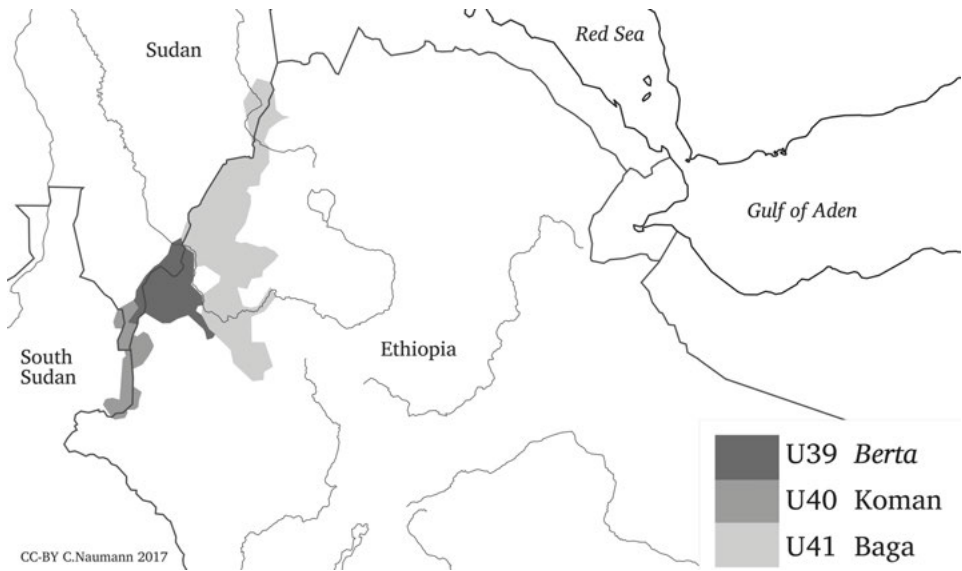 Red Sea
Sudan
Gulf of Aden
South
Sudan
Ethiopia
U39 Berta
U40 Koman
U41 Baga
CC-BY C.Naumann 2017